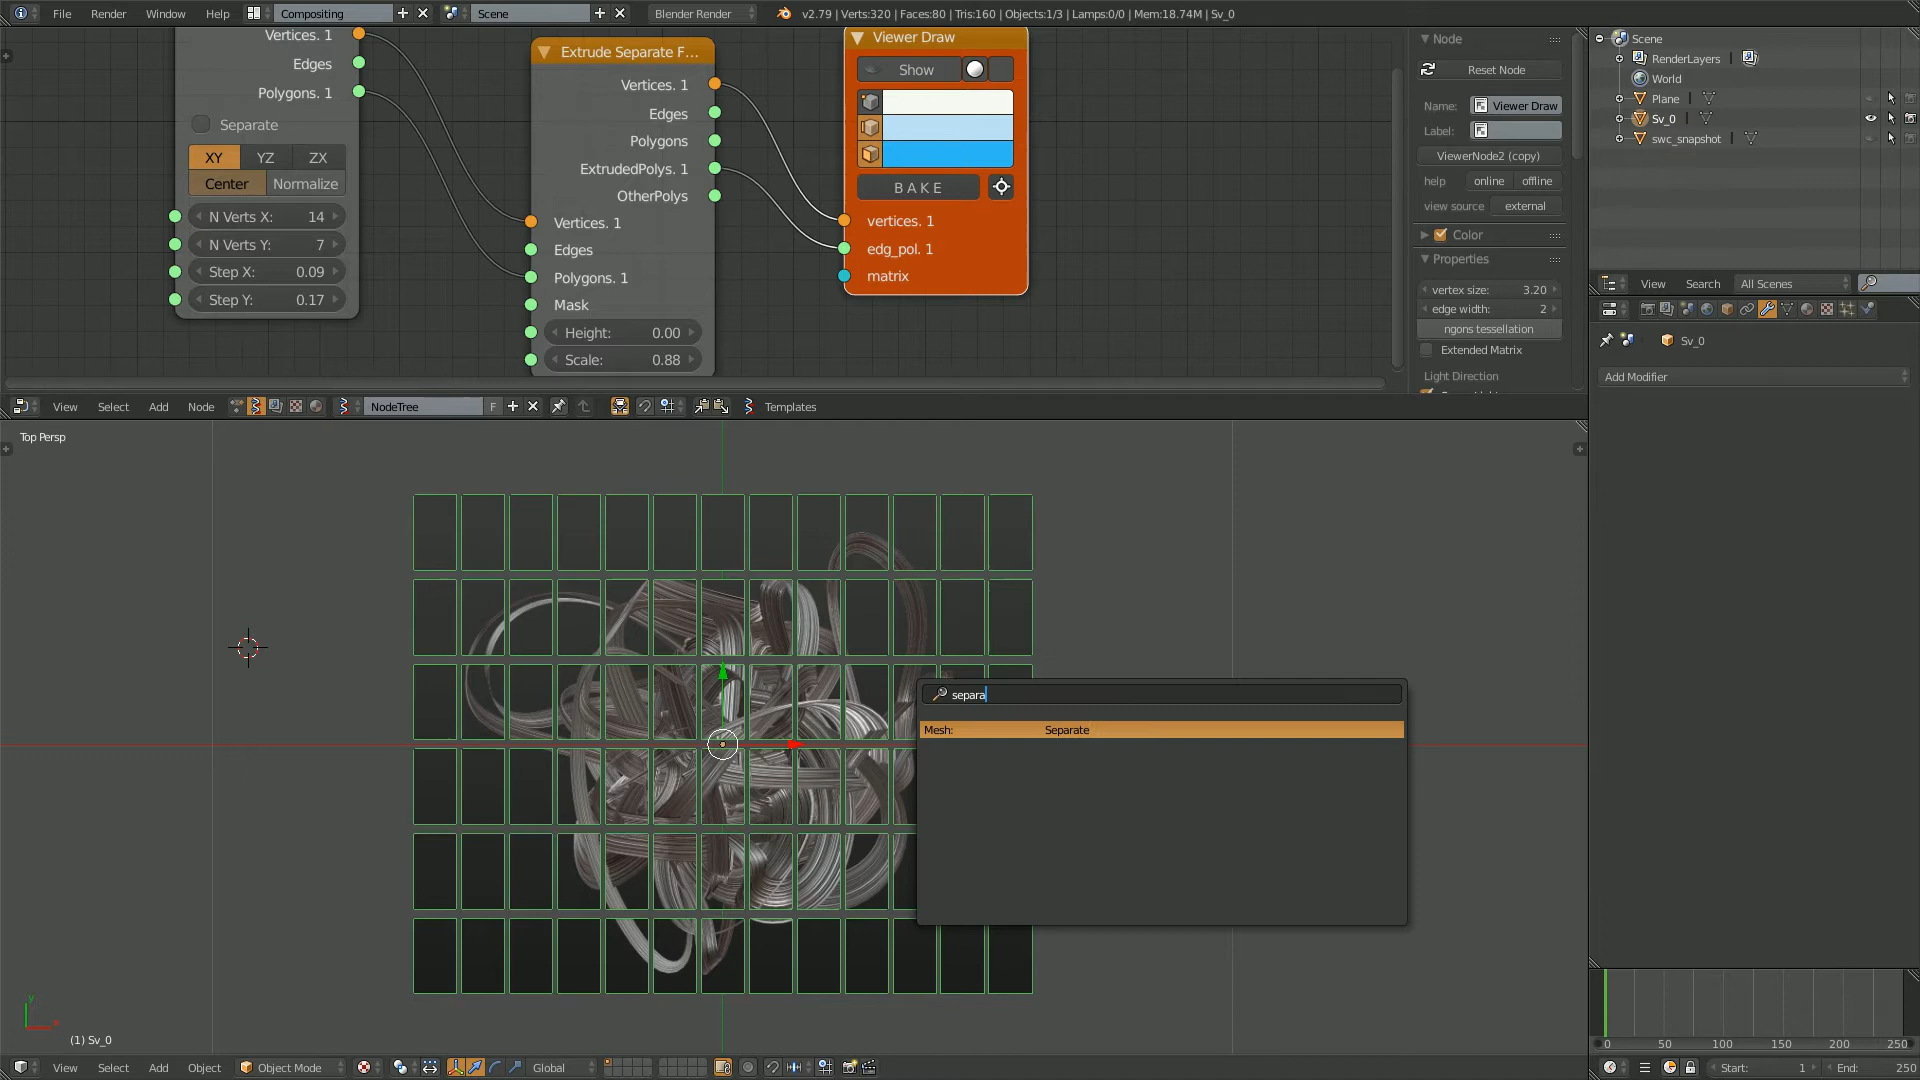 File Render Window Help Compositing Scene Blender Render v2.79 | Verts:320 | Faces:80 | Tris:160 | Objects:1/3 | Lamps:0/0 | Mem:18.74M | Sv_0
Vertices. 1
Edges
Polygons. 1
Separate
XY YZ ZX
Center Normalize
N Verts X: 14
N Verts Y: 7
Step X: 0.09
Step Y: 0.17
Extrude Separate F...
Vertices. 1
Edges
Polygons
ExtrudedPolys. 1
OtherPolys
Vertices. 1
Edges
Polygons. 1
Mask
Height: 0.00
Scale: 0.88
Viewer Draw
Show
BAKE
vertices. 1
edg_pol. 1
matrix
Node
Reset Node
Name: Viewer Draw
Label:
ViewerNode2 (copy)
help online offline
view source external
Color
Properties
vertex size: 3.20
edge width: 2
ngons tessellation
Extended Matrix
Light Direction
Scene
RenderLayers
World
Plane
Sv_0
swc_snapshot
View Search All Scenes
Sv_0
Add Modifier
View Select Add Node NodeTree F Templates
Top Persp
separa
Mesh: Separate
y
x
(1) Sv_0
View Select Add Object Object Mode Global
0 50 100 150 200 250
Start: 1 End: 250